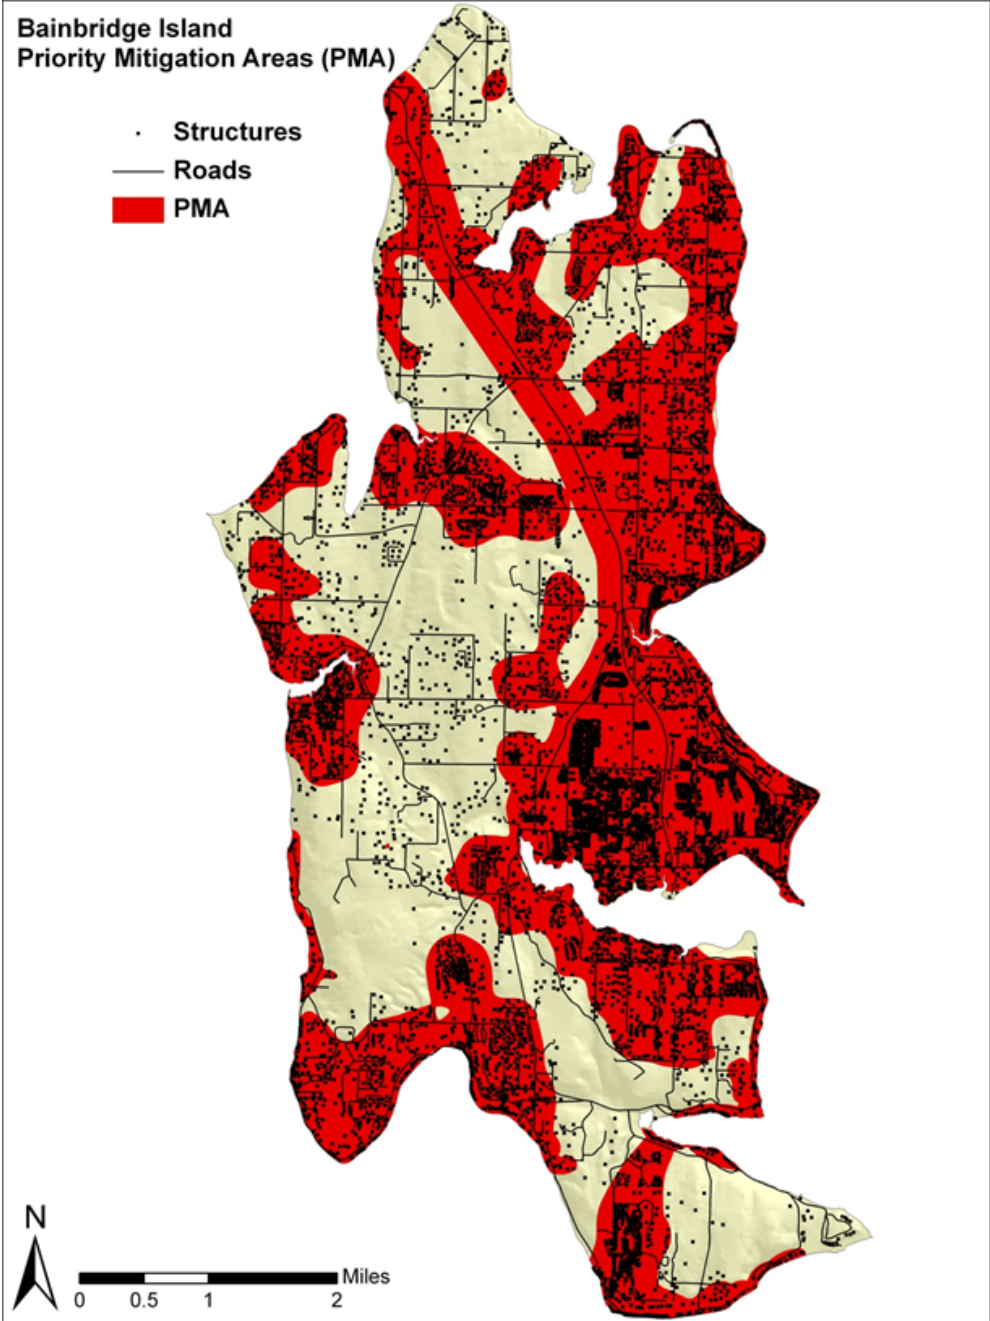 Bainbridge Island
Priority Mitigation Areas (PMA)
Structures
Roads
PMA
N
Miles
0 0.5 1 2